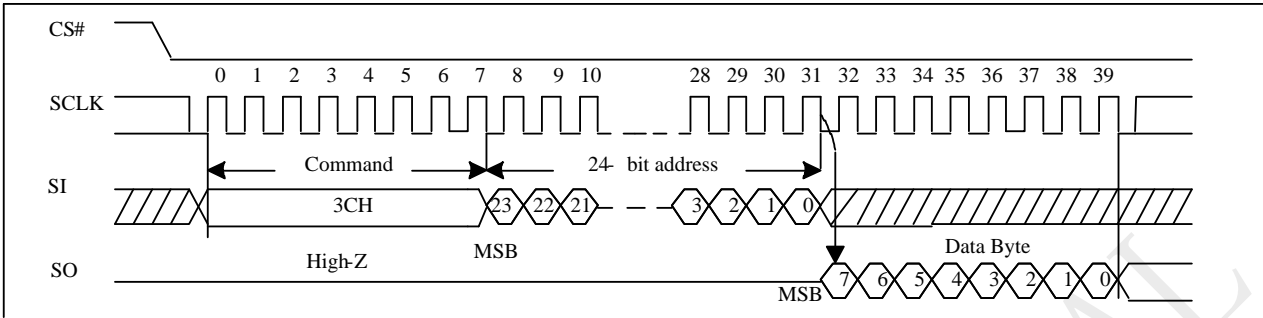 CS#
0 1 2 3 4 5 6 7 8 9 10 28 29 30 31 32 33 34 35 36 37 38 39
SCLK
Command 24- bit address
SI
3CH 23 22 21 3 2 1 0
High-Z MSB Data Byte
SO
MSB 7 6 5 4 3 2 1 0